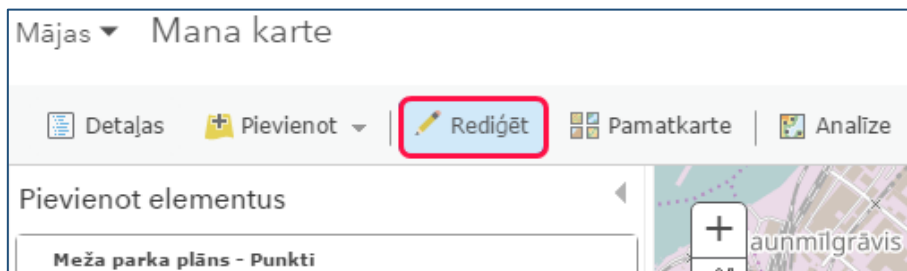 Mājas Mana karte
Detaļas Pievienot Rediģēt Pamatkarte Analīze
Pievienot elementus
+
aunmīlgrāvis
Meža parka plāns - Punkti